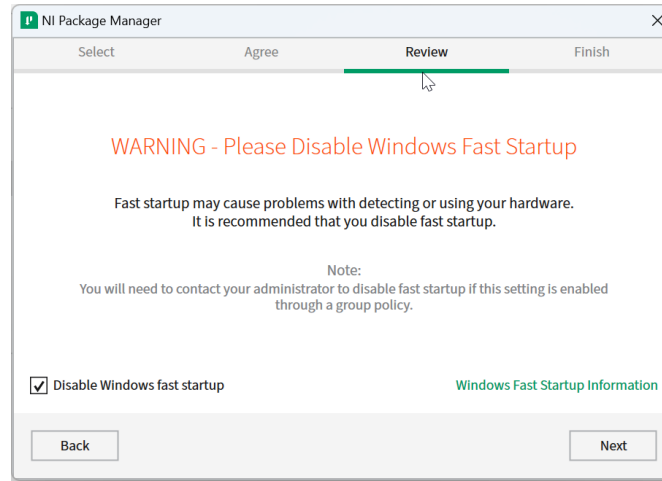 NI Package Manager
Select Agree Review Finish
WARNING - Please Disable Windows Fast Startup
Fast startup may cause problems with detecting or using your hardware.
It is recommended that you disable fast startup.
Note:
You will need to contact your administrator to disable fast startup if this setting is enabled
through a group policy.
Disable Windows fast startup Windows Fast Startup Information
Back Next